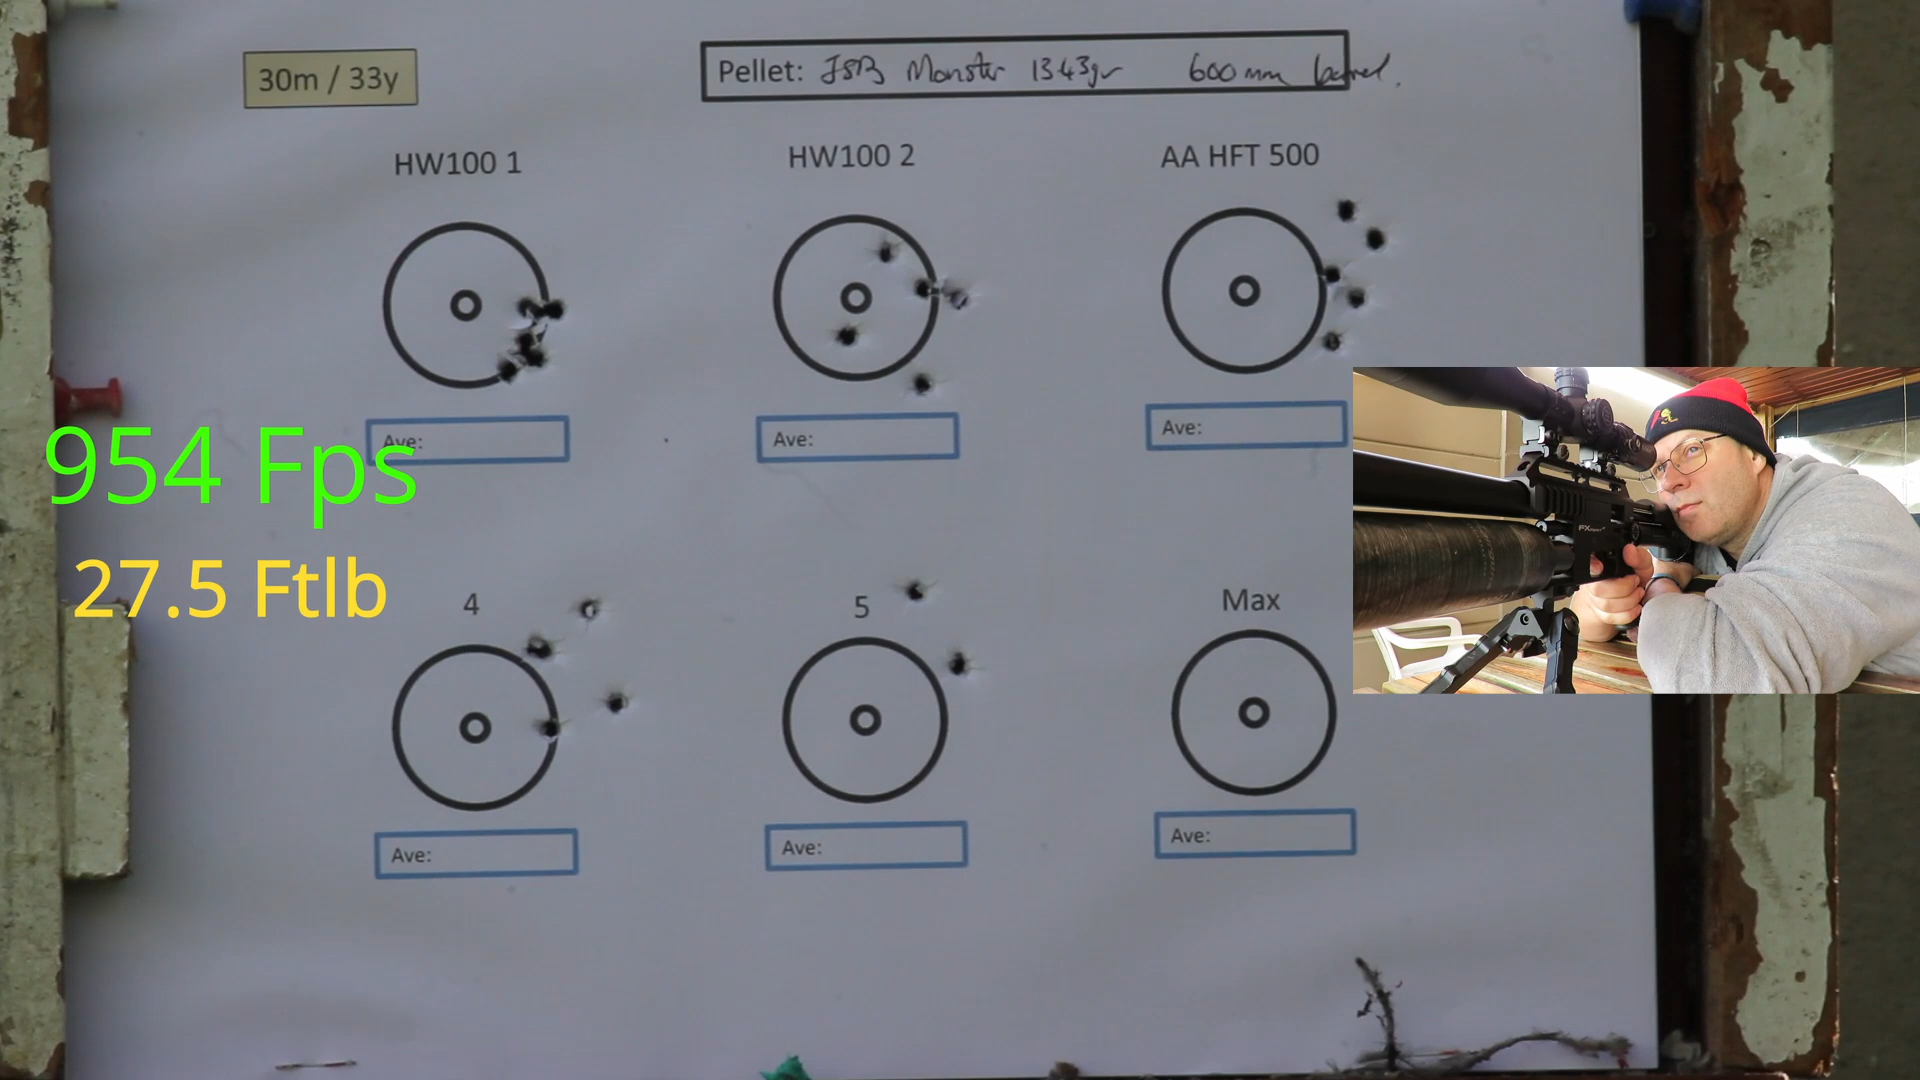 30m / 33y
Pellet: JSB Monster 13.43gr 600mm barrel.
HW100 1
HW100 2
AA HFT 500
Ave:
Ave:
Ave:
954 Fps
27.5 Ftlb
4
5
Max
Ave:
Ave:
Ave:
FX